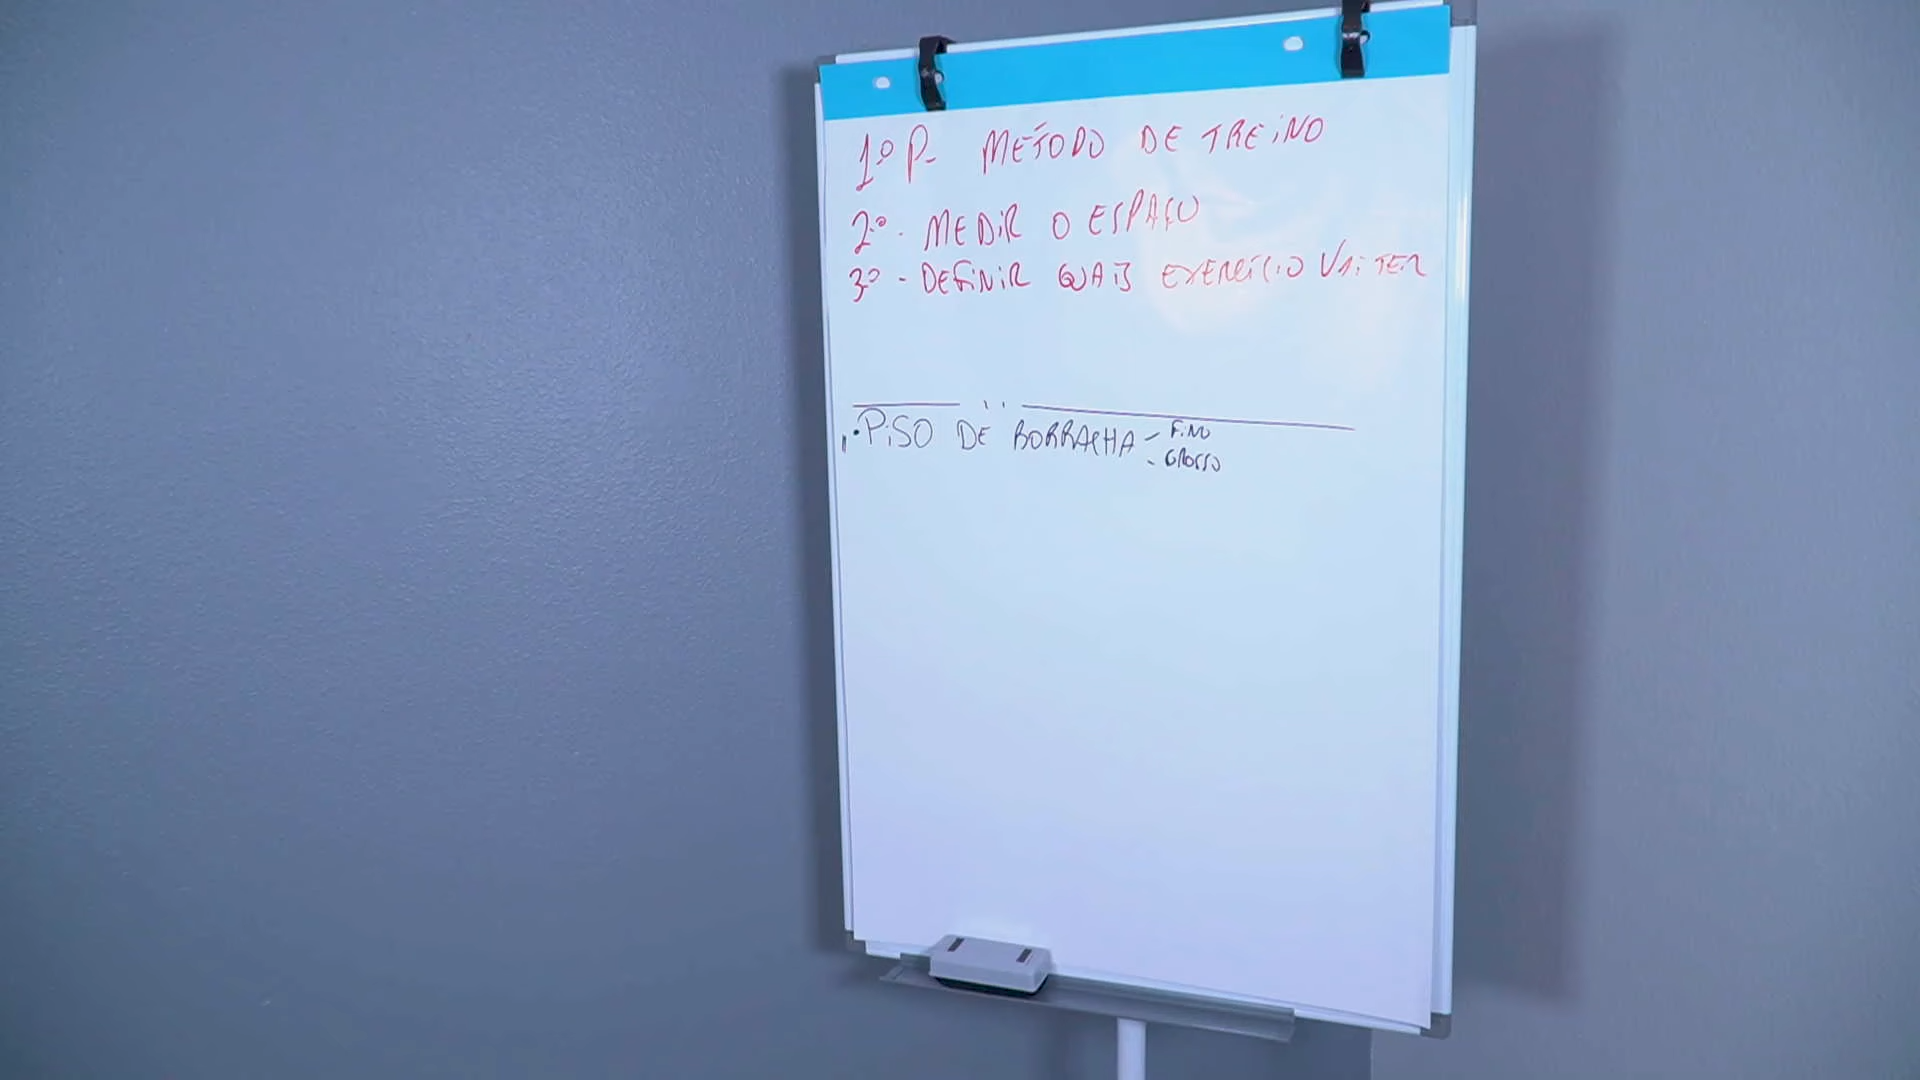 1º P- MÉTODO DE TREINO
2º - MEDIR O ESPAÇO
3º - DEFINIR QUAIS EXERCÍCIO VAI TER
• PISO DE BORRACHA - FINO
- GROSSO